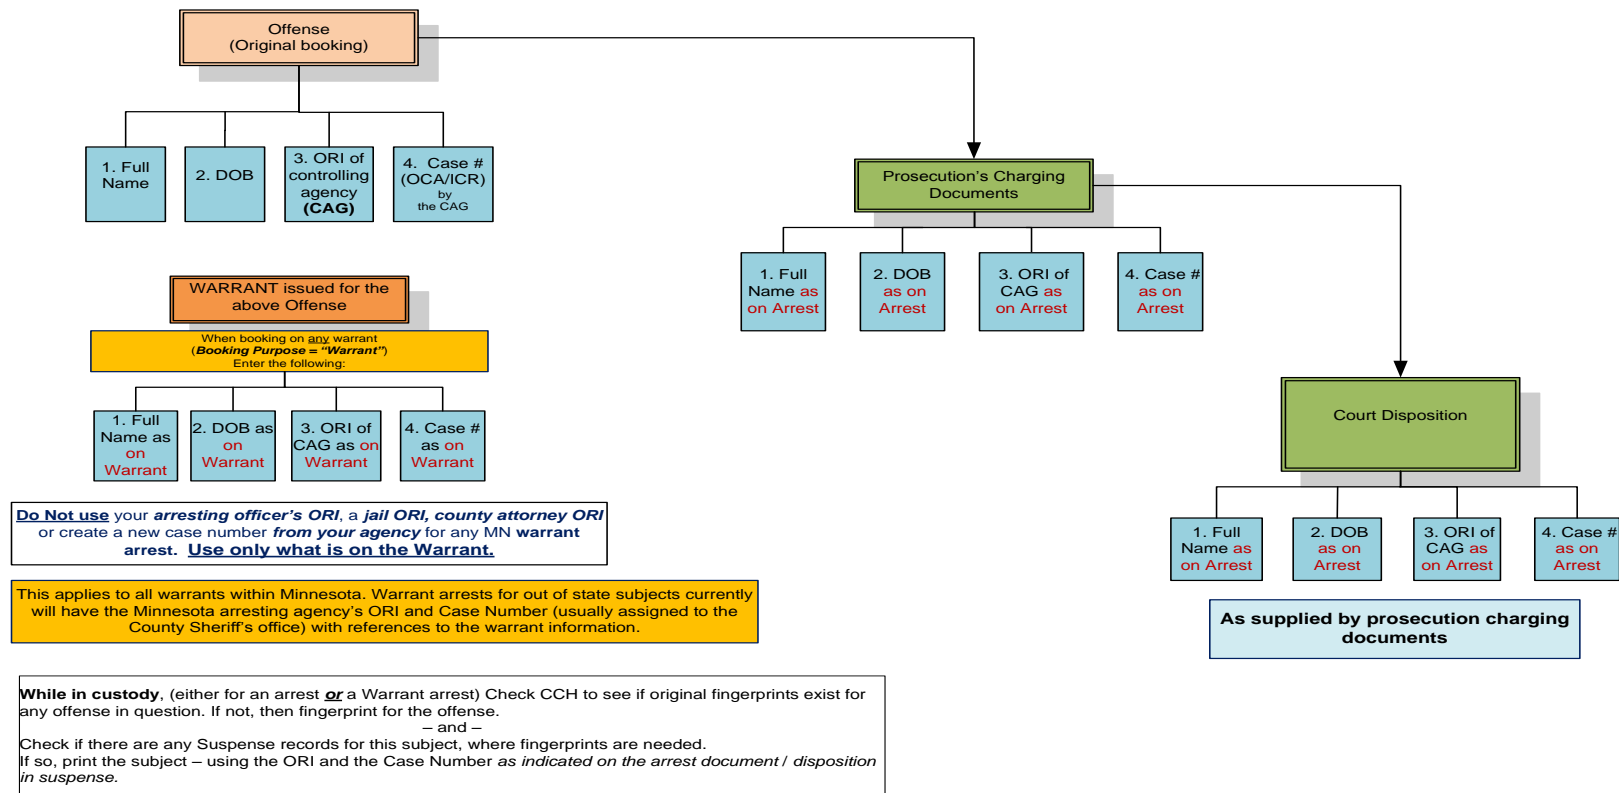 Offense
(Original booking)
1. Full
Name
2. DOB
3. ORI of
controlling
agency
(CAG)
4.  Case #
(OCA/ICR)
by
the CAG
Prosecution's Charging
Documents
1. Full
Name as
on Arrest
2. DOB
as on
Arrest
3. ORI of
CAG as
on Arrest
4. Case #
as on
Arrest
WARRANT issued for the
above Offense
When booking on any warrant
(Booking Purpose = “Warrant”)
Enter the following:
1. Full
Name as
on
Warrant
2. DOB as
on
Warrant
3. ORI of
CAG as on
Warrant
4. Case #
as on
Warrant
Court Disposition
1. Full
Name as
on Arrest
2. DOB
as on
Arrest
3. ORI of
CAG as
on Arrest
4. Case #
as on
Arrest
As supplied by prosecution charging
documents
Do Not use your arresting officer's ORI, a jail ORI, county attorney ORI
or create a new case number from your agency for any MN warrant
arrest.  Use only what is on the Warrant.
This applies to all warrants within Minnesota. Warrant arrests for out of state subjects currently
will have the Minnesota arresting agency's ORI and Case Number (usually assigned to the
County Sheriff's office) with references to the warrant information.
While in custody, (either for an arrest or a Warrant arrest) Check CCH to see if original fingerprints exist for
any offense in question. If not, then fingerprint for the offense.
– and –
Check if there are any Suspense records for this subject, where fingerprints are needed.
If so, print the subject – using the ORI and the Case Number as indicated on the arrest document / disposition
in suspense.